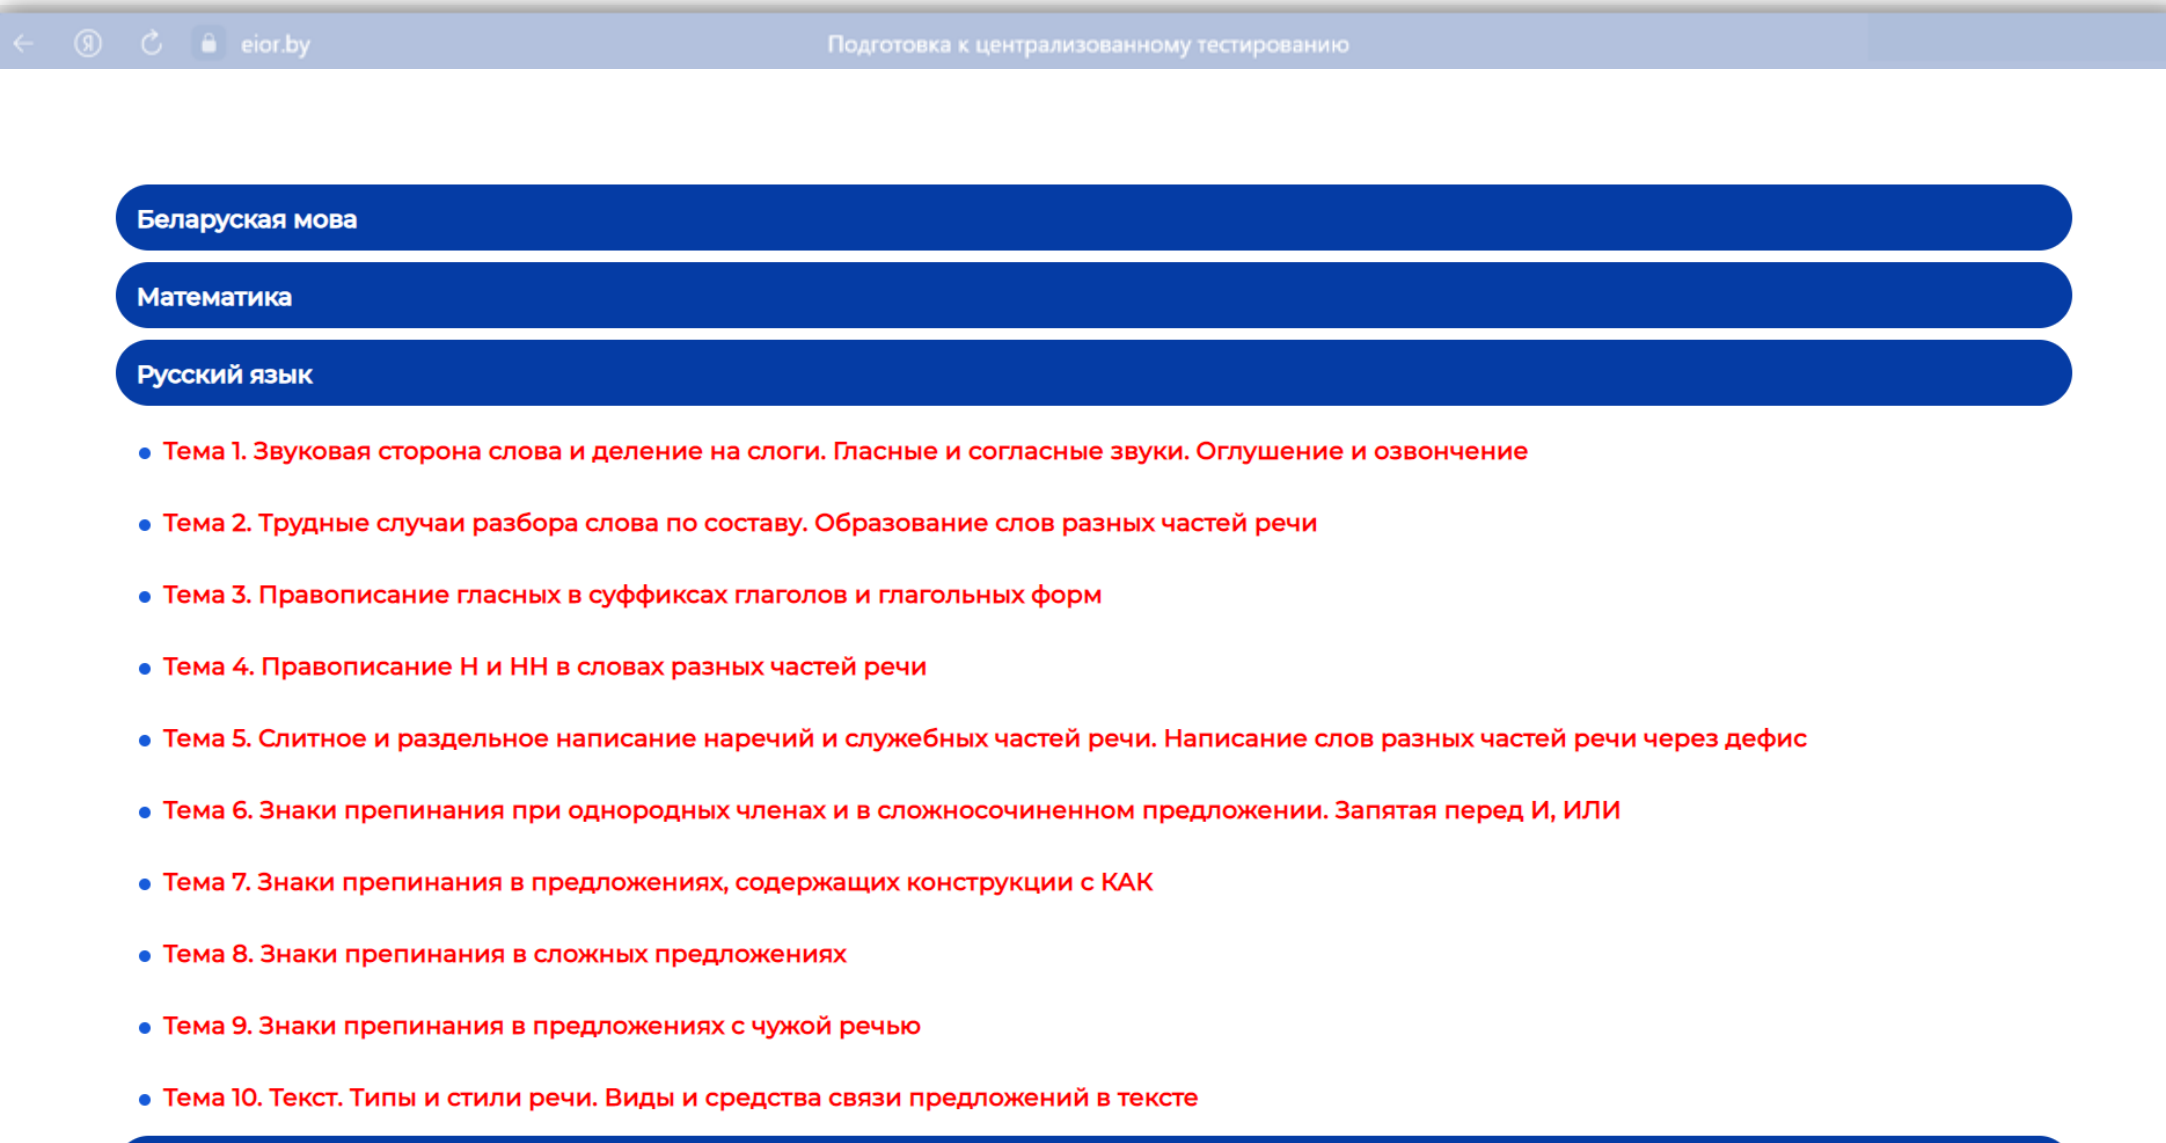 eior.by
Подготовка к централизованному тестированию
Беларуская мова
Математика
Русский язык
Тема 1. Звуковая сторона слова и деление на слоги. Гласные и согласные звуки. Оглушение и озвончение
Тема 2. Трудные случаи разбора слова по составу. Образование слов разных частей речи
Тема 3. Правописание гласных в суффиксах глаголов и глагольных форм
Тема 4. Правописание Н и НН в словах разных частей речи
Тема 5. Слитное и раздельное написание наречий и служебных частей речи. Написание слов разных частей речи через дефис
Тема 6. Знаки препинания при однородных членах и в сложносочиненном предложении. Запятая перед И, ИЛИ
Тема 7. Знаки препинания в предложениях, содержащих конструкции с КАК
Тема 8. Знаки препинания в сложных предложениях
Тема 9. Знаки препинания в предложениях с чужой речью
Тема 10. Текст. Типы и стили речи. Виды и средства связи предложений в тексте